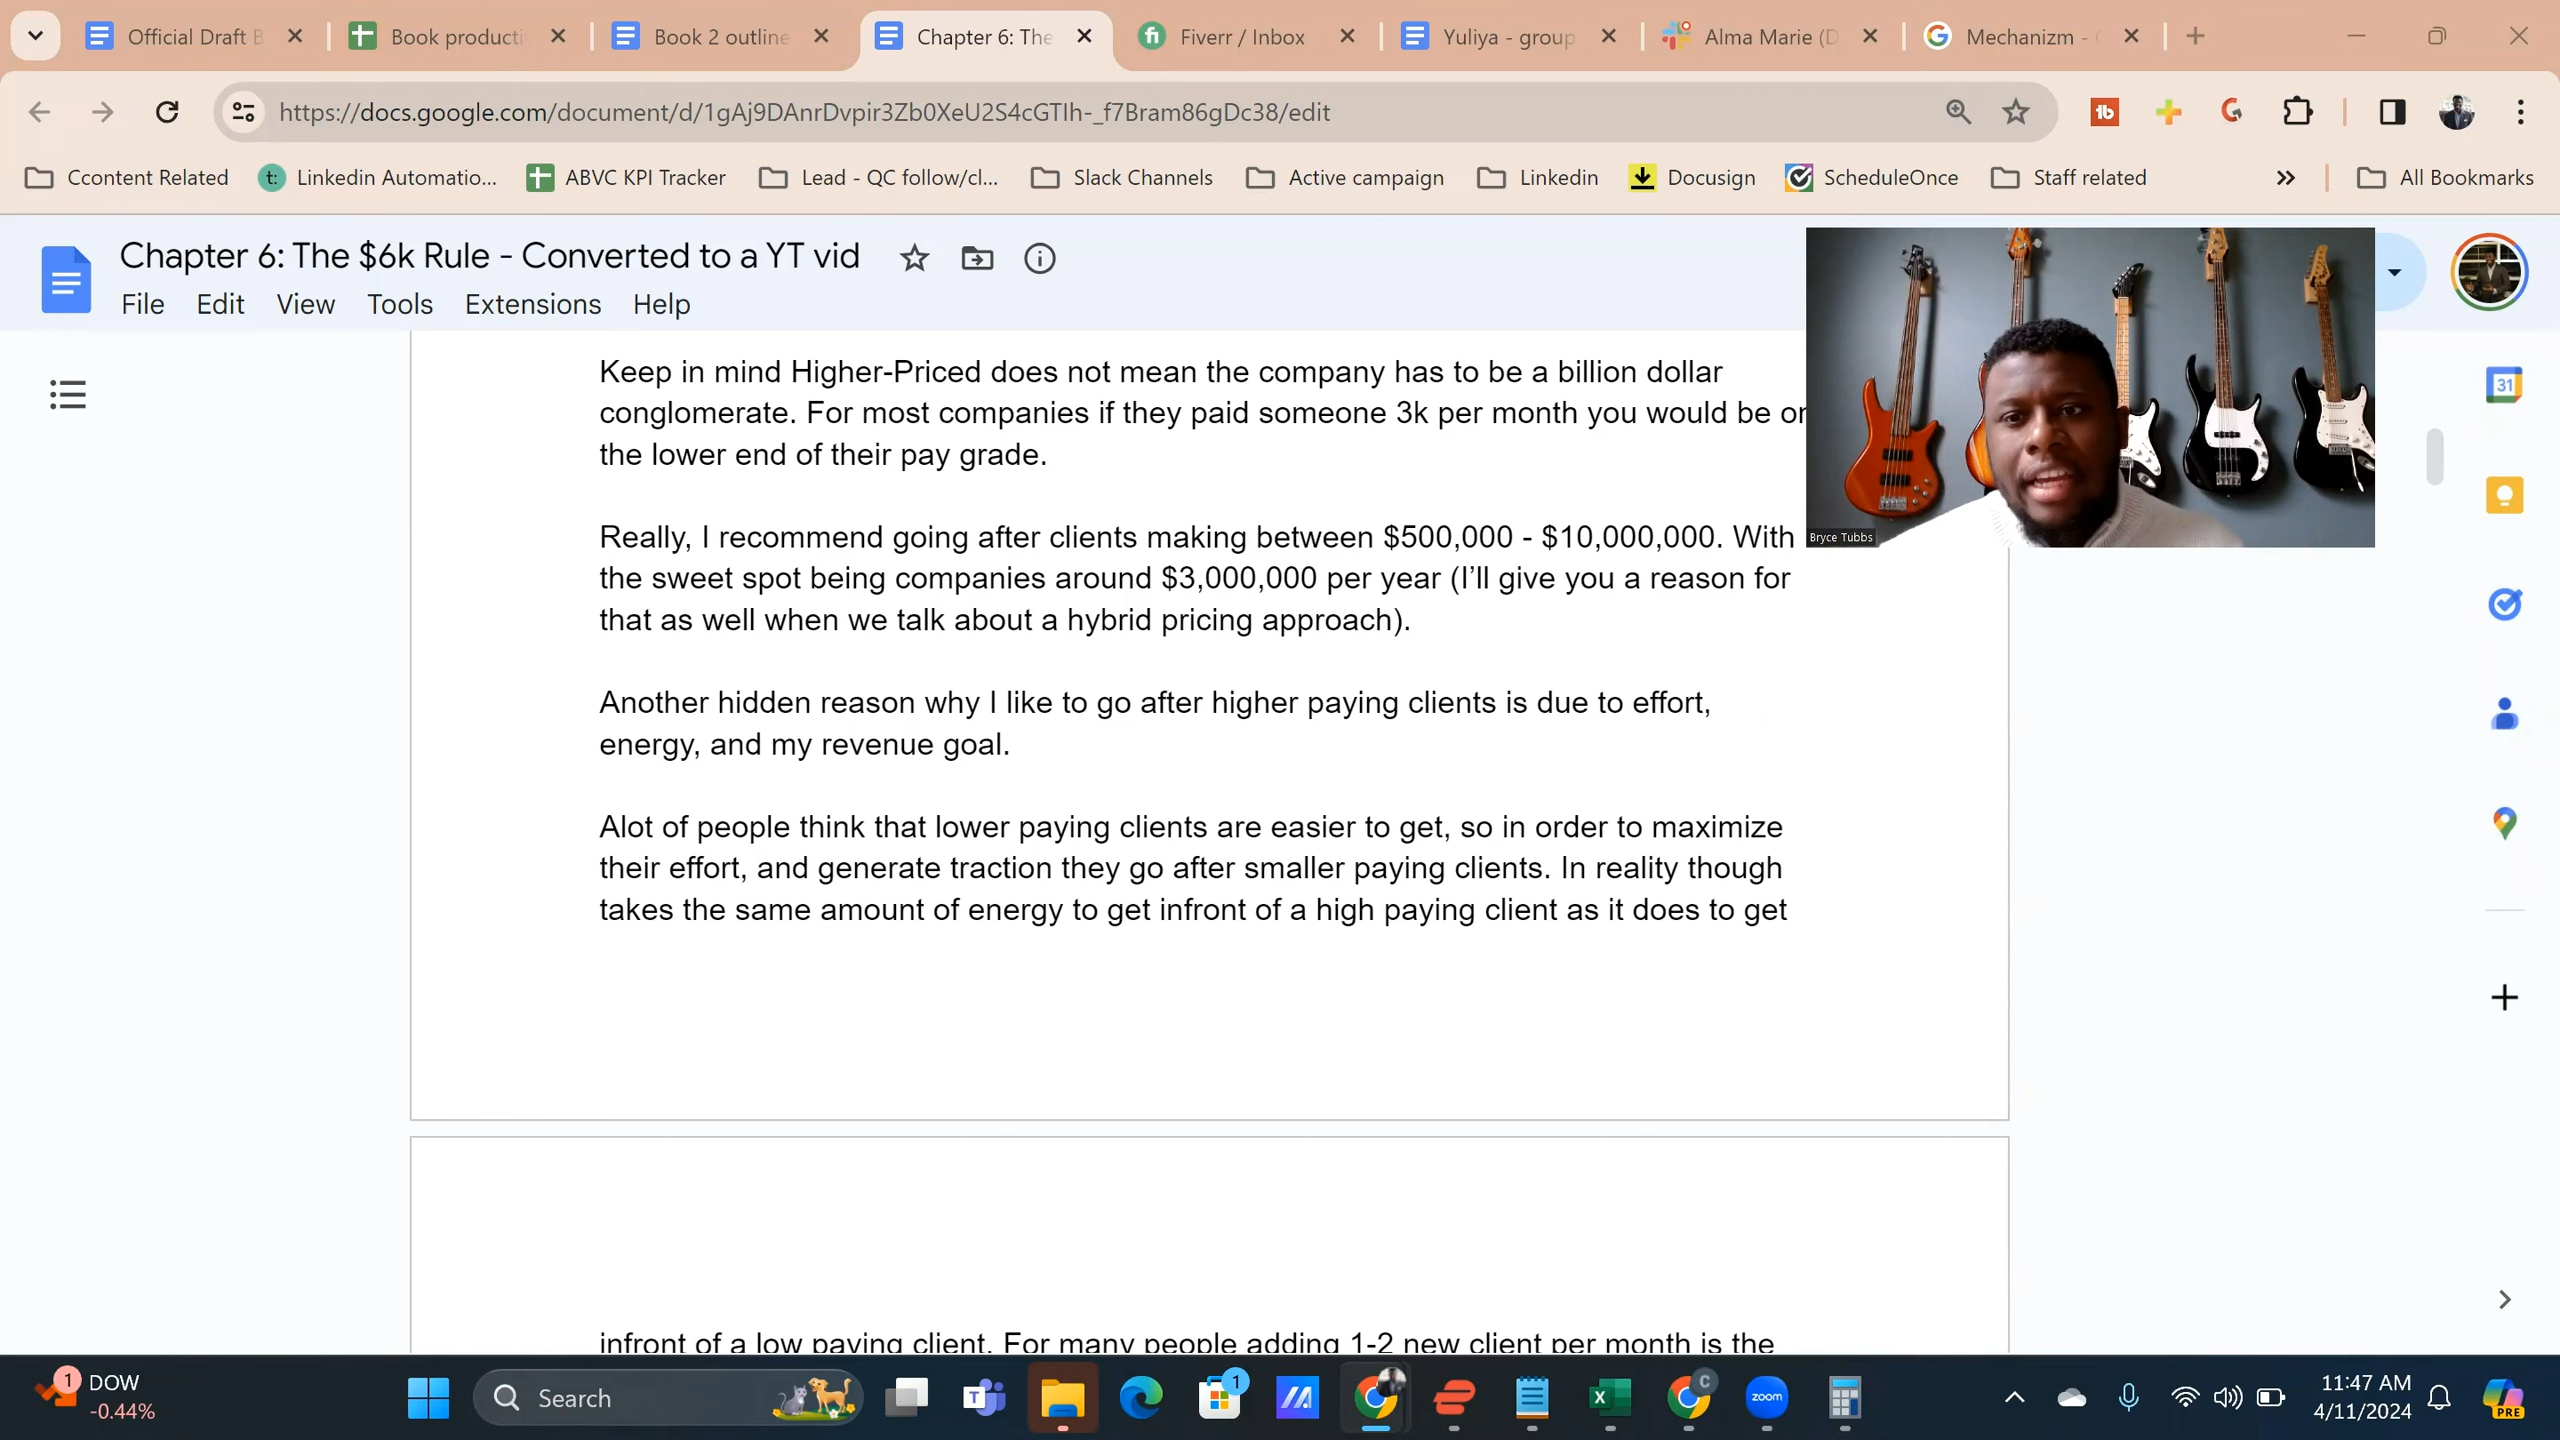 Official Draft B
Book producti
Book 2 outline
Chapter 6: The
Fiverr / Inbox
Yuliya - group
Alma Marie (D
Mechanizm -
https://docs.google.com/document/d/1gAj9DAnrDvpir3Zb0XeU2S4cGTIh-_f7Bram86gDc38/edit
Ccontent Related
Linkedin Automatio...
ABVC KPI Tracker
Lead - QC follow/cl...
Slack Channels
Active campaign
Linkedin
Docusign
ScheduleOnce
Staff related
All Bookmarks
Chapter 6: The $6k Rule - Converted to a YT vid
File Edit View Tools Extensions Help
Keep in mind Higher-Priced does not mean the company has to be a billion dollar
conglomerate. For most companies if they paid someone 3k per month you would be on
the lower end of their pay grade.
Really, I recommend going after clients making between $500,000 - $10,000,000. With
the sweet spot being companies around $3,000,000 per year (I’ll give you a reason for
that as well when we talk about a hybrid pricing approach).
Another hidden reason why I like to go after higher paying clients is due to effort,
energy, and my revenue goal.
Alot of people think that lower paying clients are easier to get, so in order to maximize
their effort, and generate traction they go after smaller paying clients. In reality though
takes the same amount of energy to get infront of a high paying client as it does to get
infront of a low paying client. For many people adding 1-2 new client per month is the
Bryce Tubbs
31
1
DOW
-0.44%
Search
1
zoom
C
11:47 AM
4/11/2024
PRE